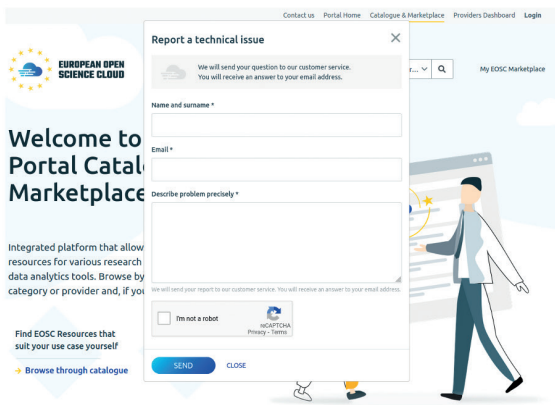 Contact us Portal Home Catalogue & Marketplace Providers Dashboard Login
EUROPEAN OPEN
SCIENCE CLOUD
My EOSC Marketplace
Report a technical issue
We will send your question to our customer service.
You will receive an answer to your email address.
Name and surname *
Email *
Describe problem precisely *
We will send your report to our customer service. You will receive an answer to your email address.
I'm not a robot
reCAPTCHA
Privacy - Terms
SEND CLOSE
Welcome to
Portal Catal
Marketplace
Integrated platform that allow
resources for various research
data analytics tools. Browse by
category or provider and, if you
Find EOSC Resources that
suit your use case yourself
Browse through catalogue